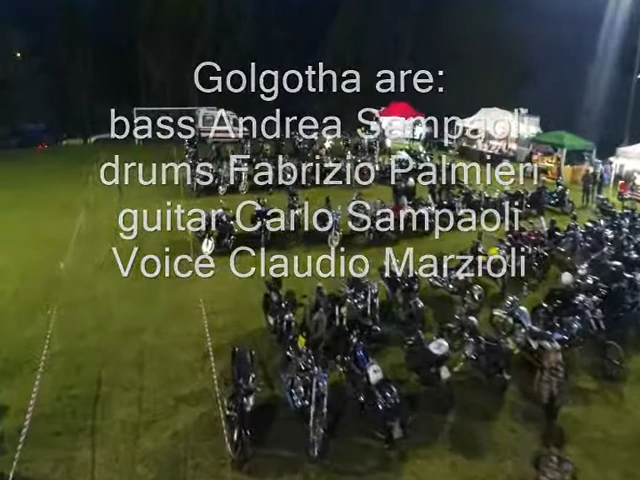 Golgotha are:
bass Andrea Sampaoli
drums Fabrizio Palmieri
guitar Carlo Sampaoli
Voice Claudio Marzioli